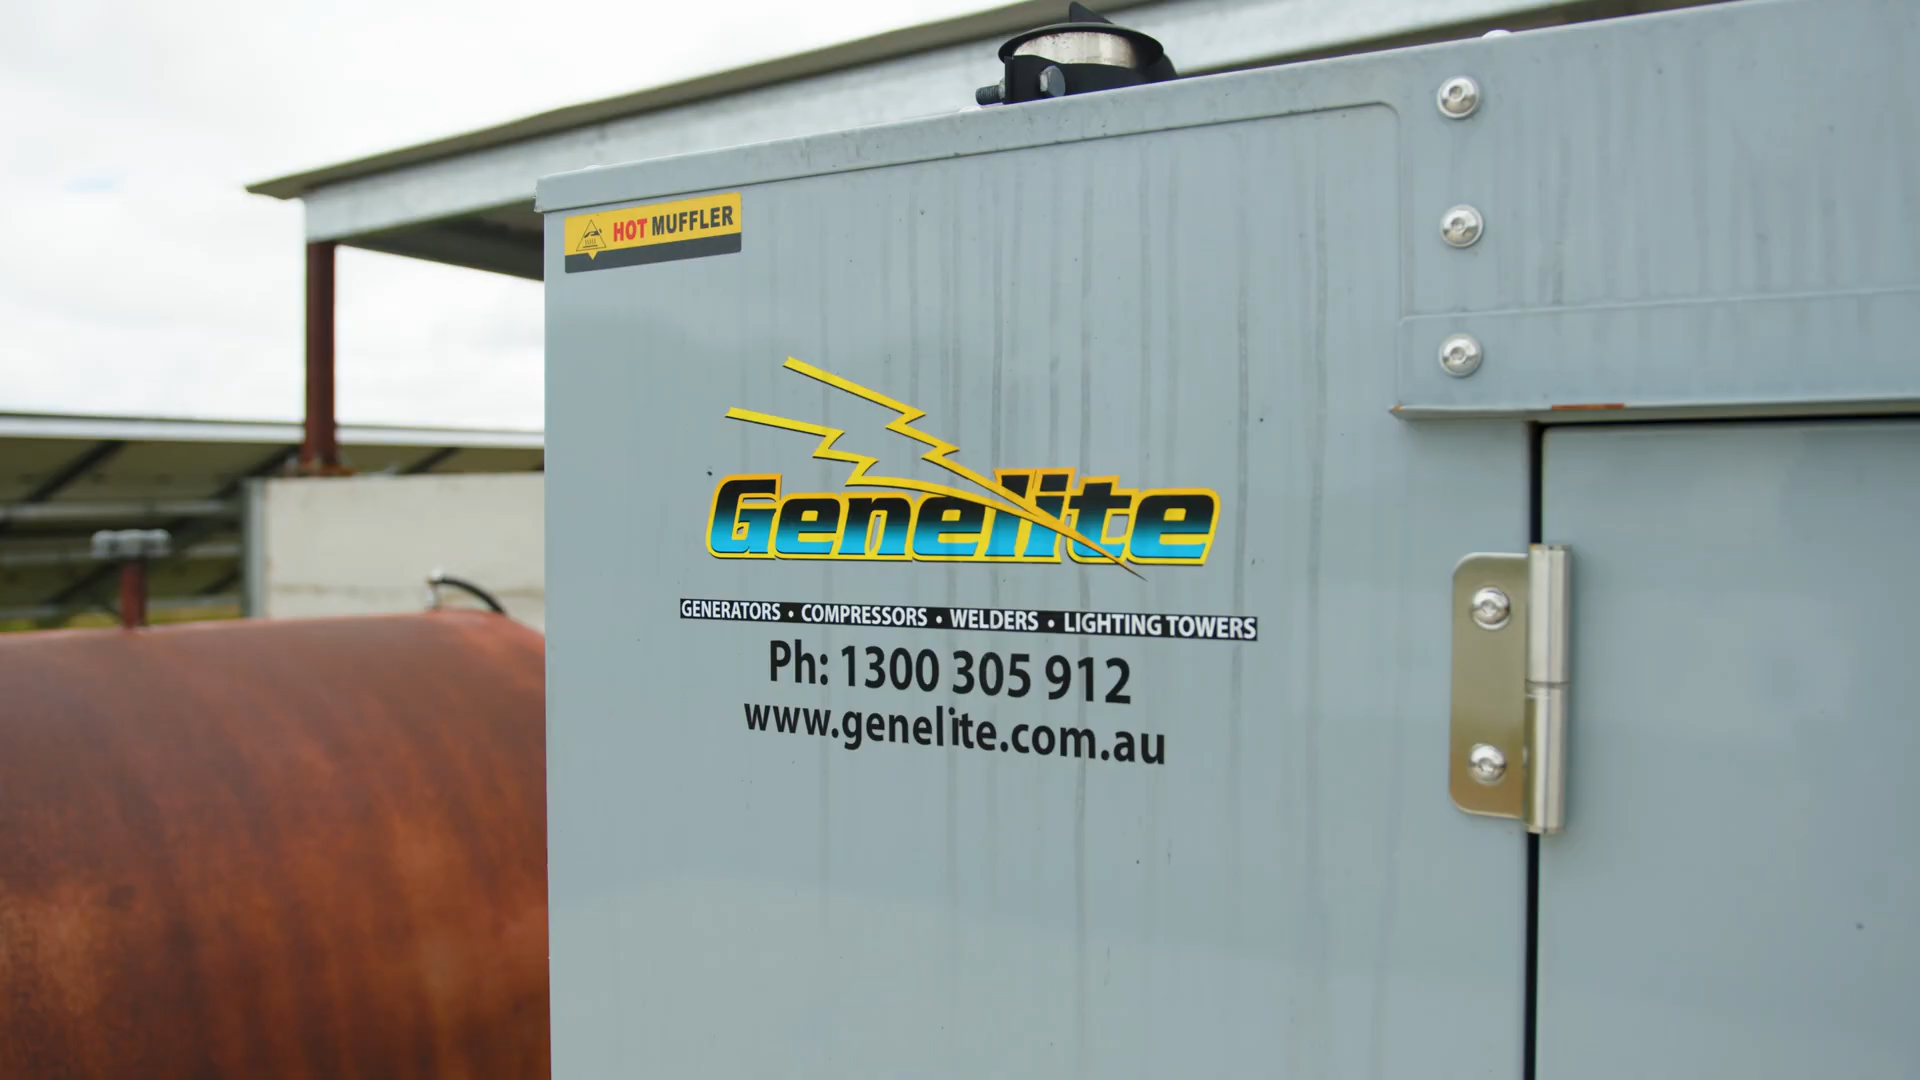 HOT MUFFLER
Genelite
GENERATORS • COMPRESSORS • WELDERS • LIGHTING TOWERS
Ph: 1300 305 912
www.genelite.com.au